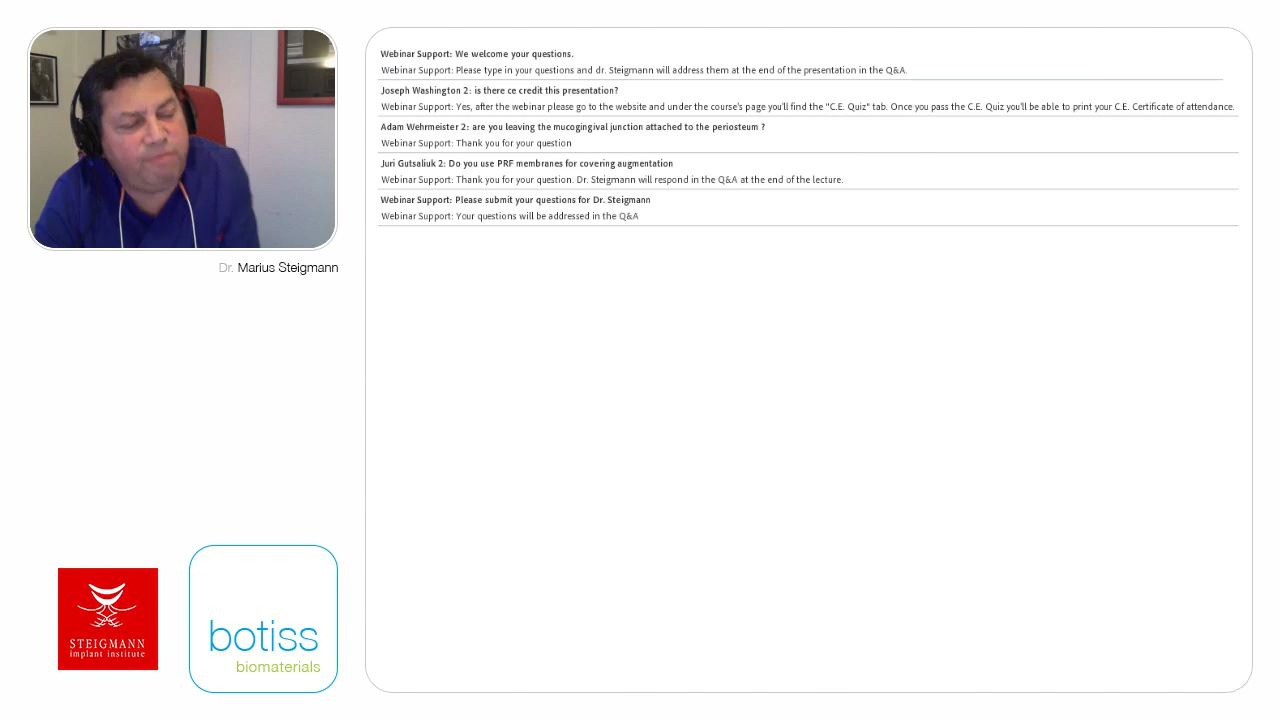 Webinar Support: We welcome your questions.
Webinar Support: Please type in your questions and dr. Steigmann will address them at the end of the presentation in the Q&A.
Joseph Washington 2: is there ce credit this presentation?
Webinar Support: Yes, after the webinar please go to the website and under the course's page you'll find the "C.E. Quiz" tab. Once you pass the C.E. Quiz you'll be able to print your C.E. Certificate of attendance.
Adam Wehrmeister 2: are you leaving the mucogingival junction attached to the periosteum ?
Webinar Support: Thank you for your question
Juri Gutsaliuk 2: Do you use PRF membranes for covering augmentation
Webinar Support: Thank you for your question. Dr. Steigmann will respond in the Q&A at the end of the lecture.
Webinar Support: Please submit your questions for Dr. Steigmann
Webinar Support: Your questions will be addressed in the Q&A
Dr. Marius Steigmann
STEIGMANN
implant institute
botiss
biomaterials